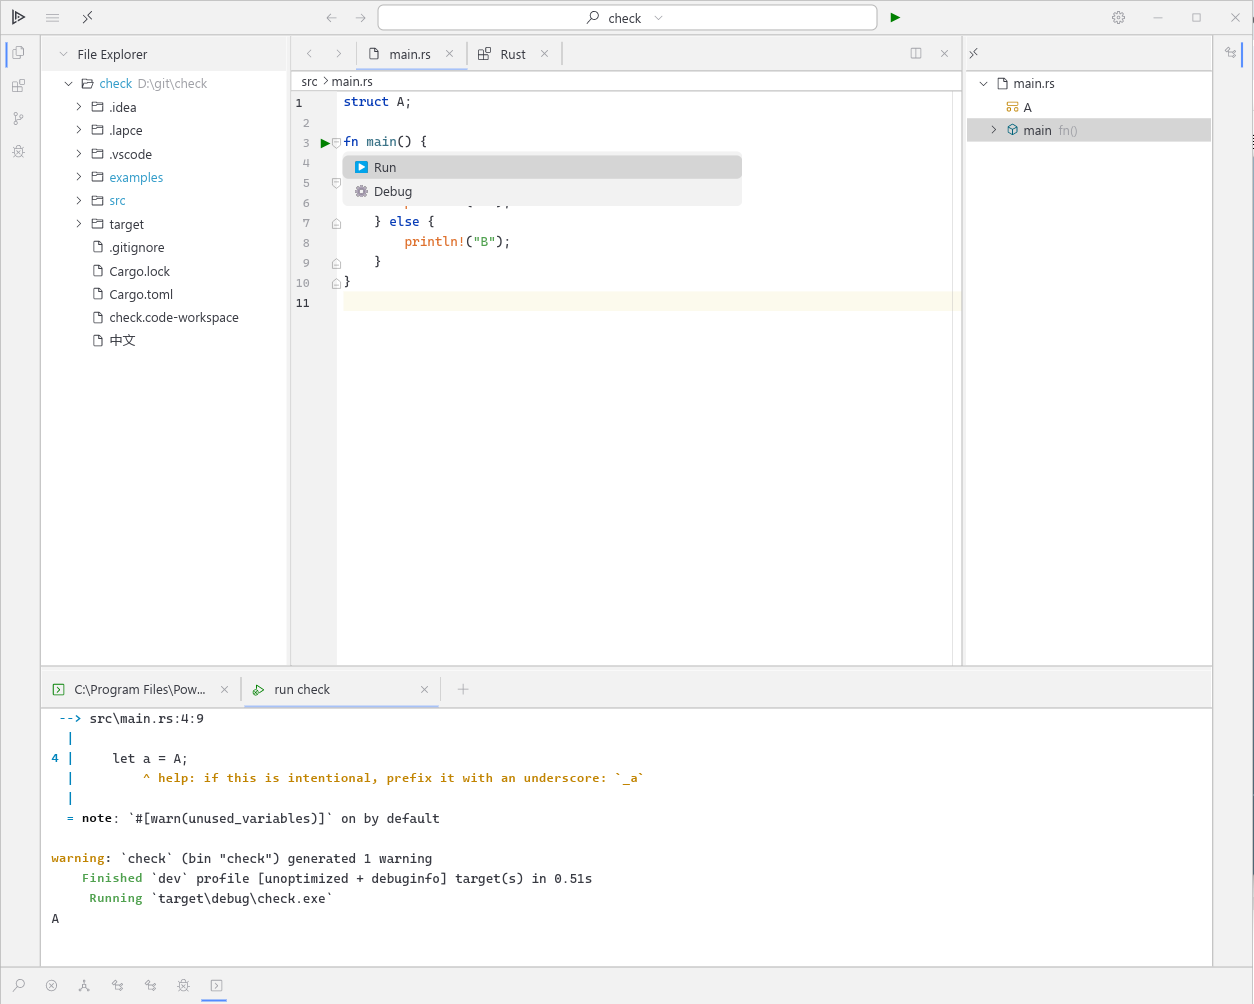 check
File Explorer
check D:\git\check
.idea
.lapce
.vscode
examples
src
target
.gitignore
Cargo.lock
Cargo.toml
check.code-workspace
中文
main.rs
Rust
src > main.rs
1 struct A;
2
3 fn main() {
4
Run
5
Debug
6
7 } else {
8 println!("B");
9 }
10 }
11
main.rs
A
main fn()
C:\Program Files\Pow...
run check
--> src\main.rs:4:9
|
4 | let a = A;
| ^ help: if this is intentional, prefix it with an underscore: `_a`
|
= note: `#[warn(unused_variables)]` on by default
warning: `check` (bin "check") generated 1 warning
Finished `dev` profile [unoptimized + debuginfo] target(s) in 0.51s
Running `target\debug\check.exe`
A